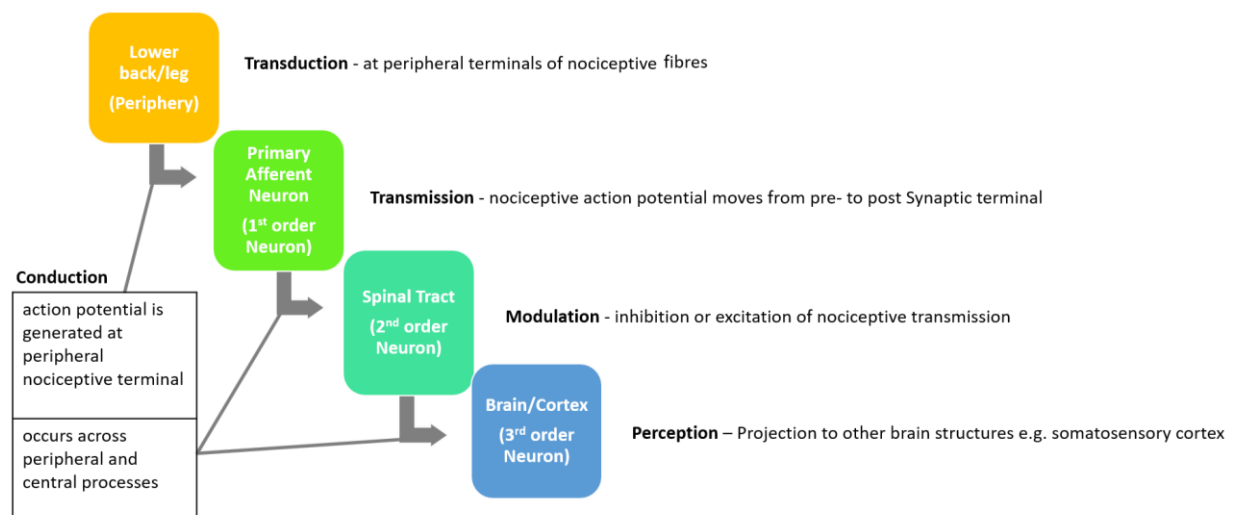 Lower
back/leg
(Periphery)
Transduction - at peripheral terminals of nociceptive fibres
Primary
Afferent
Neuron
(1st order
Neuron)
Transmission - nociceptive action potential moves from pre- to post Synaptic terminal
Conduction
action potential is
generated at
peripheral
nociceptive terminal
occurs across
peripheral and
central processes
Spinal Tract
(2nd order
Neuron)
Modulation - inhibition or excitation of nociceptive transmission
Brain/Cortex
(3rd order
Neuron)
Perception – Projection to other brain structures e.g. somatosensory cortex